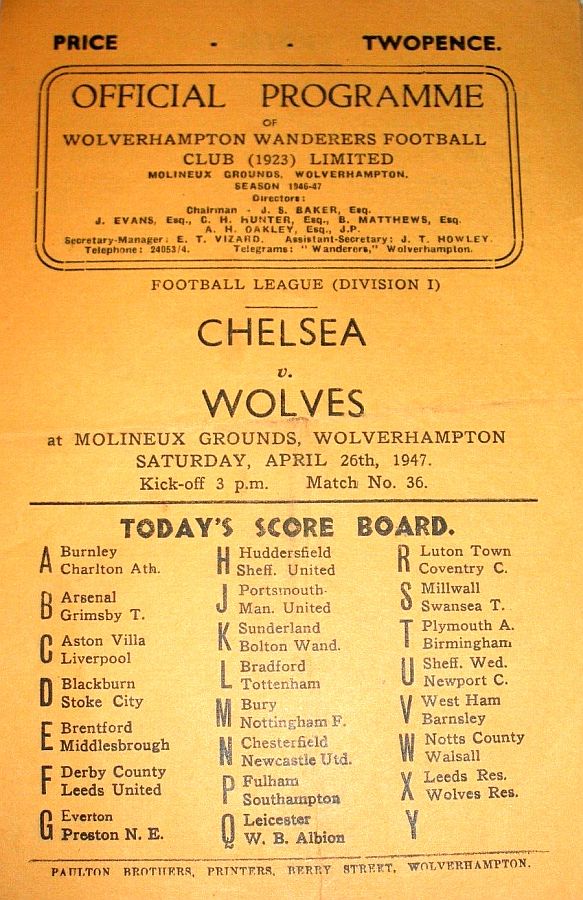 PRICE - - TWOPENCE.
OFFICIAL PROGRAMME
OF
WOLVERHAMPTON WANDERERS FOOTBALL
CLUB (1923) LIMITED
MOLINEUX GROUNDS, WOLVERHAMPTON.
SEASON 1946-47
Directors:
Chairman - J. S. BAKER, Esq.
J. EVANS, Esq., C. H. HUNTER, Esq., B. MATTHEWS, Esq.
A. H. OAKLEY, Esq., J.P.
Secretary-Manager: E. T. VIZARD. Assistant-Secretary: J. T. HOWLEY.
Telephone: 24053/4. Telegrams: "Wanderers," Wolverhampton.
FOOTBALL LEAGUE (DIVISION I)
CHELSEA
v.
WOLVES
at MOLINEUX GROUNDS, WOLVERHAMPTON
SATURDAY, APRIL 26th, 1947.
Kick-off 3 p.m. Match No. 36.
TODAY'S SCORE BOARD.
A Burnley
Charlton Ath.
B Arsenal
Grimsby T.
C Aston Villa
Liverpool
D Blackburn
Stoke City
E Brentford
Middlesbrough
F Derby County
Leeds United
G Everton
Preston N. E.
H Huddersfield
Sheff. United
J Portsmouth
Man. United
K Sunderland
Bolton Wand.
L Bradford
Tottenham
M Bury
Nottingham F.
N Chesterfield
Newcastle Utd.
P Fulham
Southampton
Q Leicester
W. B. Albion
R Luton Town
Coventry C.
S Millwall
Swansea T.
T Plymouth A.
Birmingham
U Sheff. Wed.
Newport C.
V West Ham
Barnsley
W Notts County
Walsall
X Leeds Res.
Wolves Res.
Y
PAULTON BROTHERS, PRINTERS, BERRY STREET, WOLVERHAMPTON.